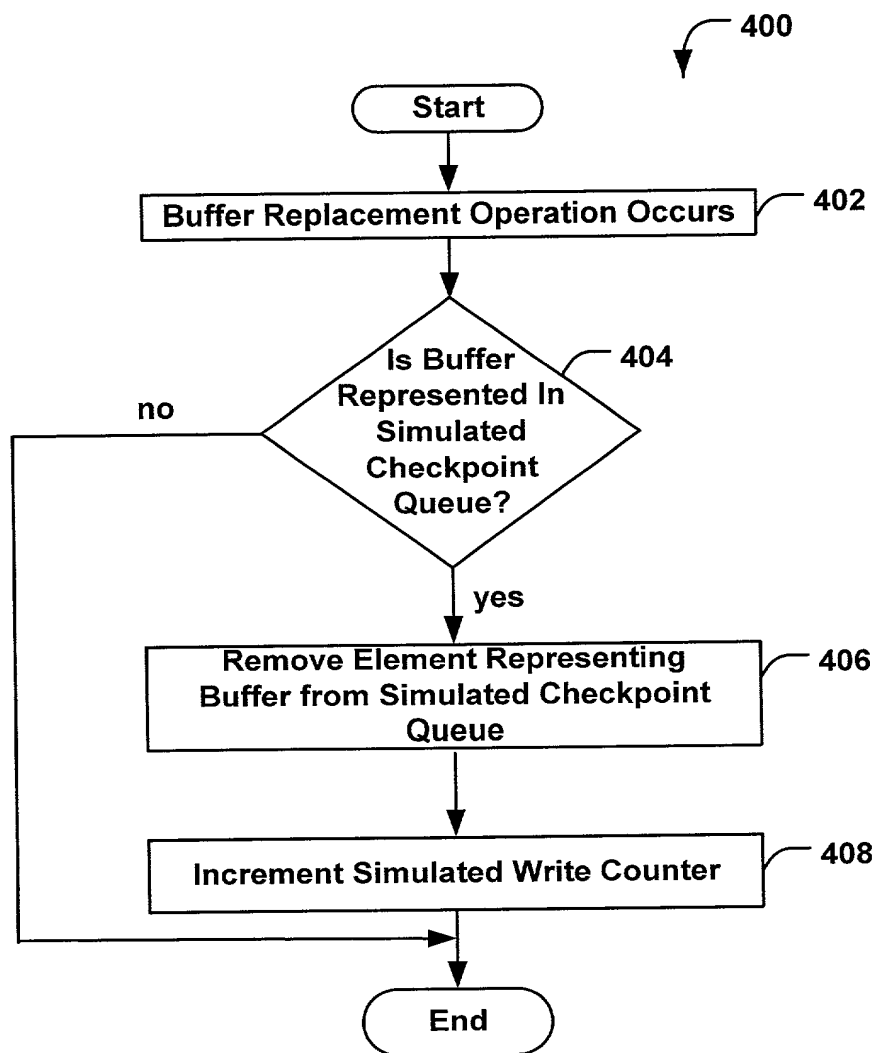 400
Start
Buffer Replacement Operation Occurs
402
Is Buffer
Represented In
Simulated
Checkpoint
Queue?
404
no
yes
Remove Element Representing
Buffer from Simulated Checkpoint
Queue
406
Increment Simulated Write Counter
408
End